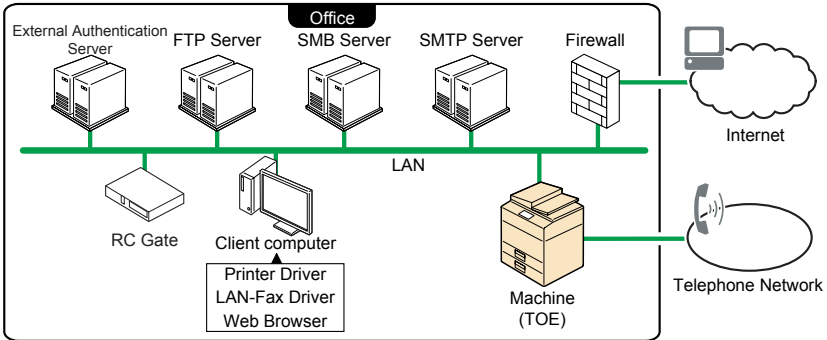 Office
External Authentication
Server
FTP Server
SMB Server
SMTP Server
Firewall
Internet
LAN
RC Gate
Client computer
Printer Driver
LAN-Fax Driver
Web Browser
Machine
(TOE)
Telephone Network